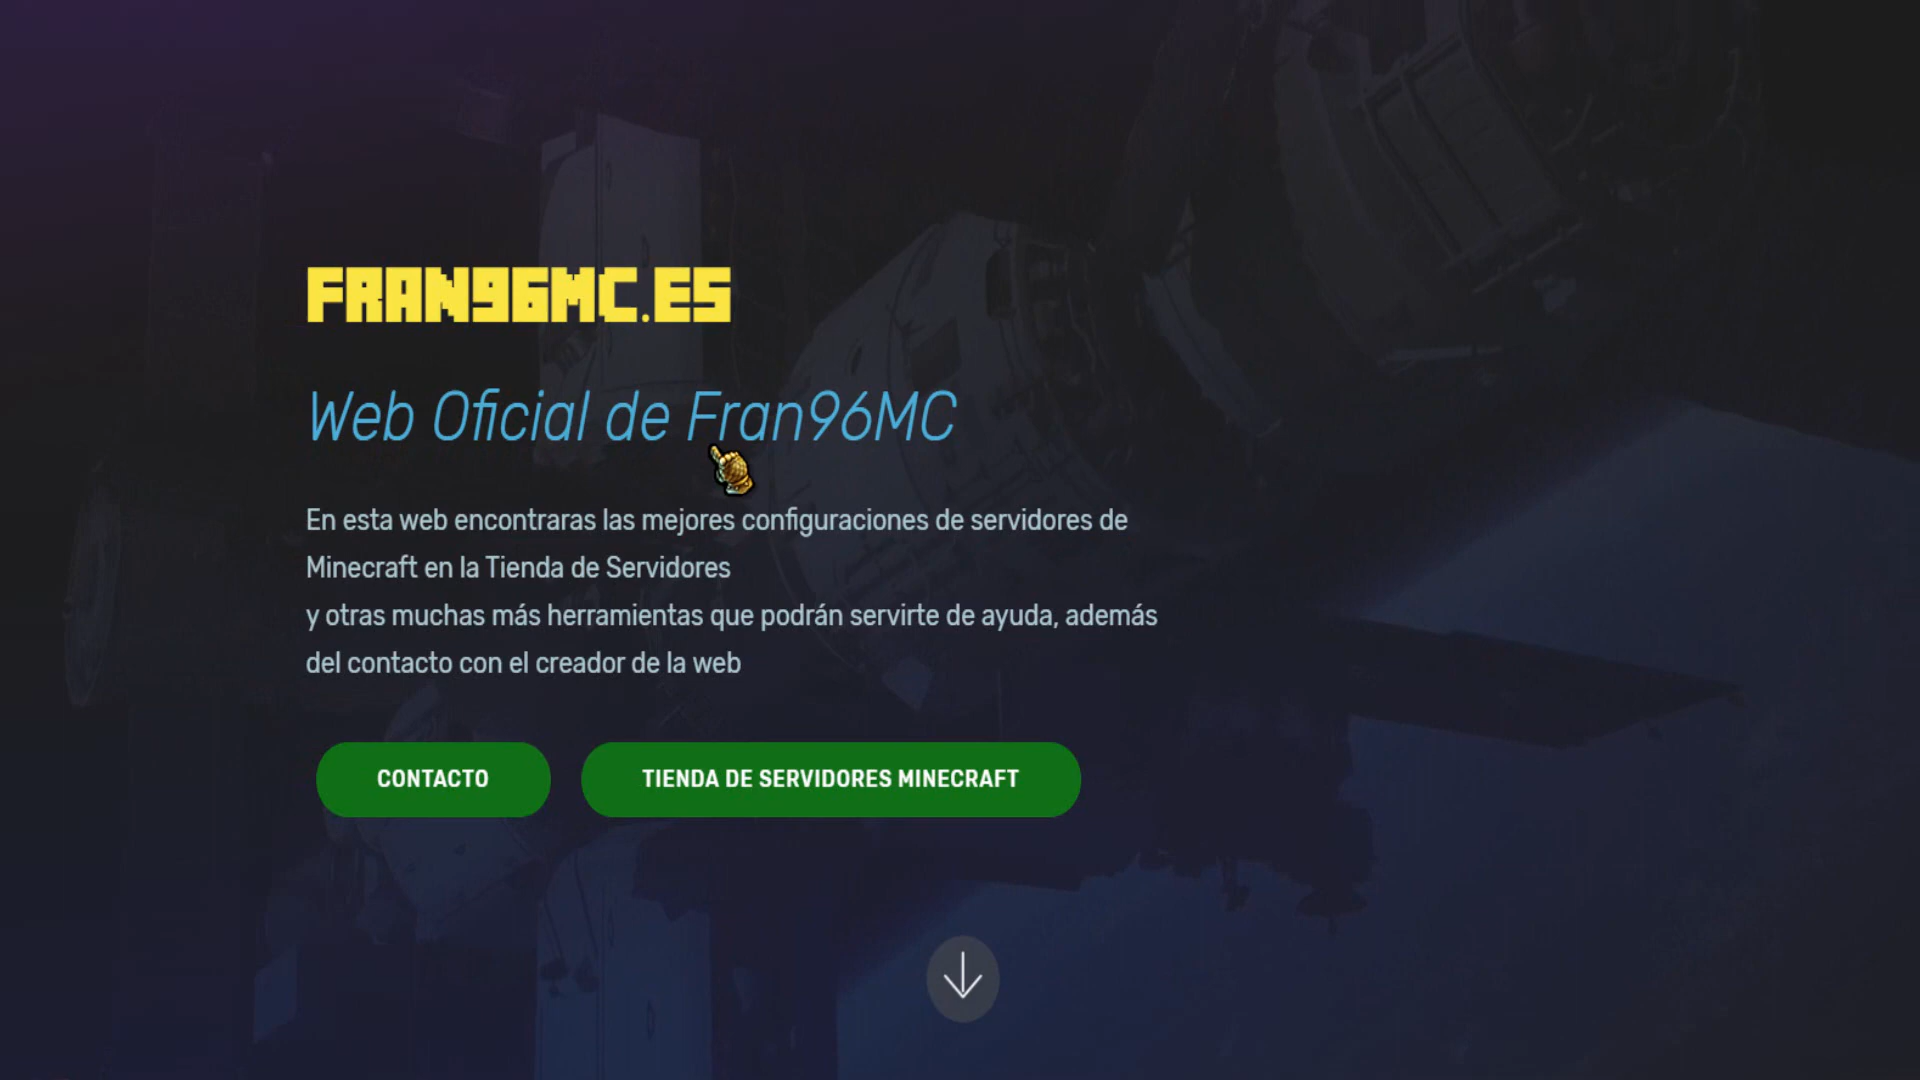 FRAN96MC.ES
Web Oficial de Fran96MC
En esta web encontraras las mejores configuraciones de servidores de
Minecraft en la Tienda de Servidores
y otras muchas más herramientas que podrán servirte de ayuda, además
del contacto con el creador de la web
CONTACTO
TIENDA DE SERVIDORES MINECRAFT